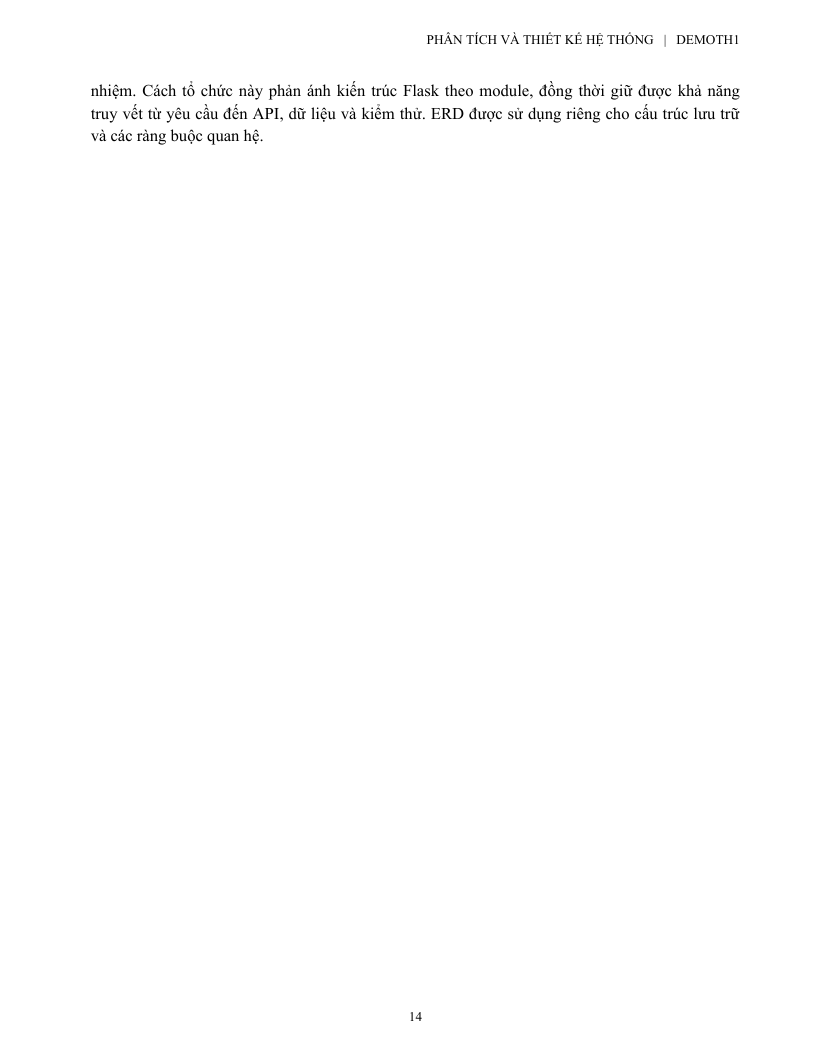 PHÂN TÍCH VÀ THIẾT KẾ HỆ THỐNG | DEMOTH1
nhiệm. Cách tổ chức này phản ánh kiến trúc Flask theo module, đồng thời giữ được khả năng
truy vết từ yêu cầu đến API, dữ liệu và kiểm thử. ERD được sử dụng riêng cho cấu trúc lưu trữ
và các ràng buộc quan hệ.
14